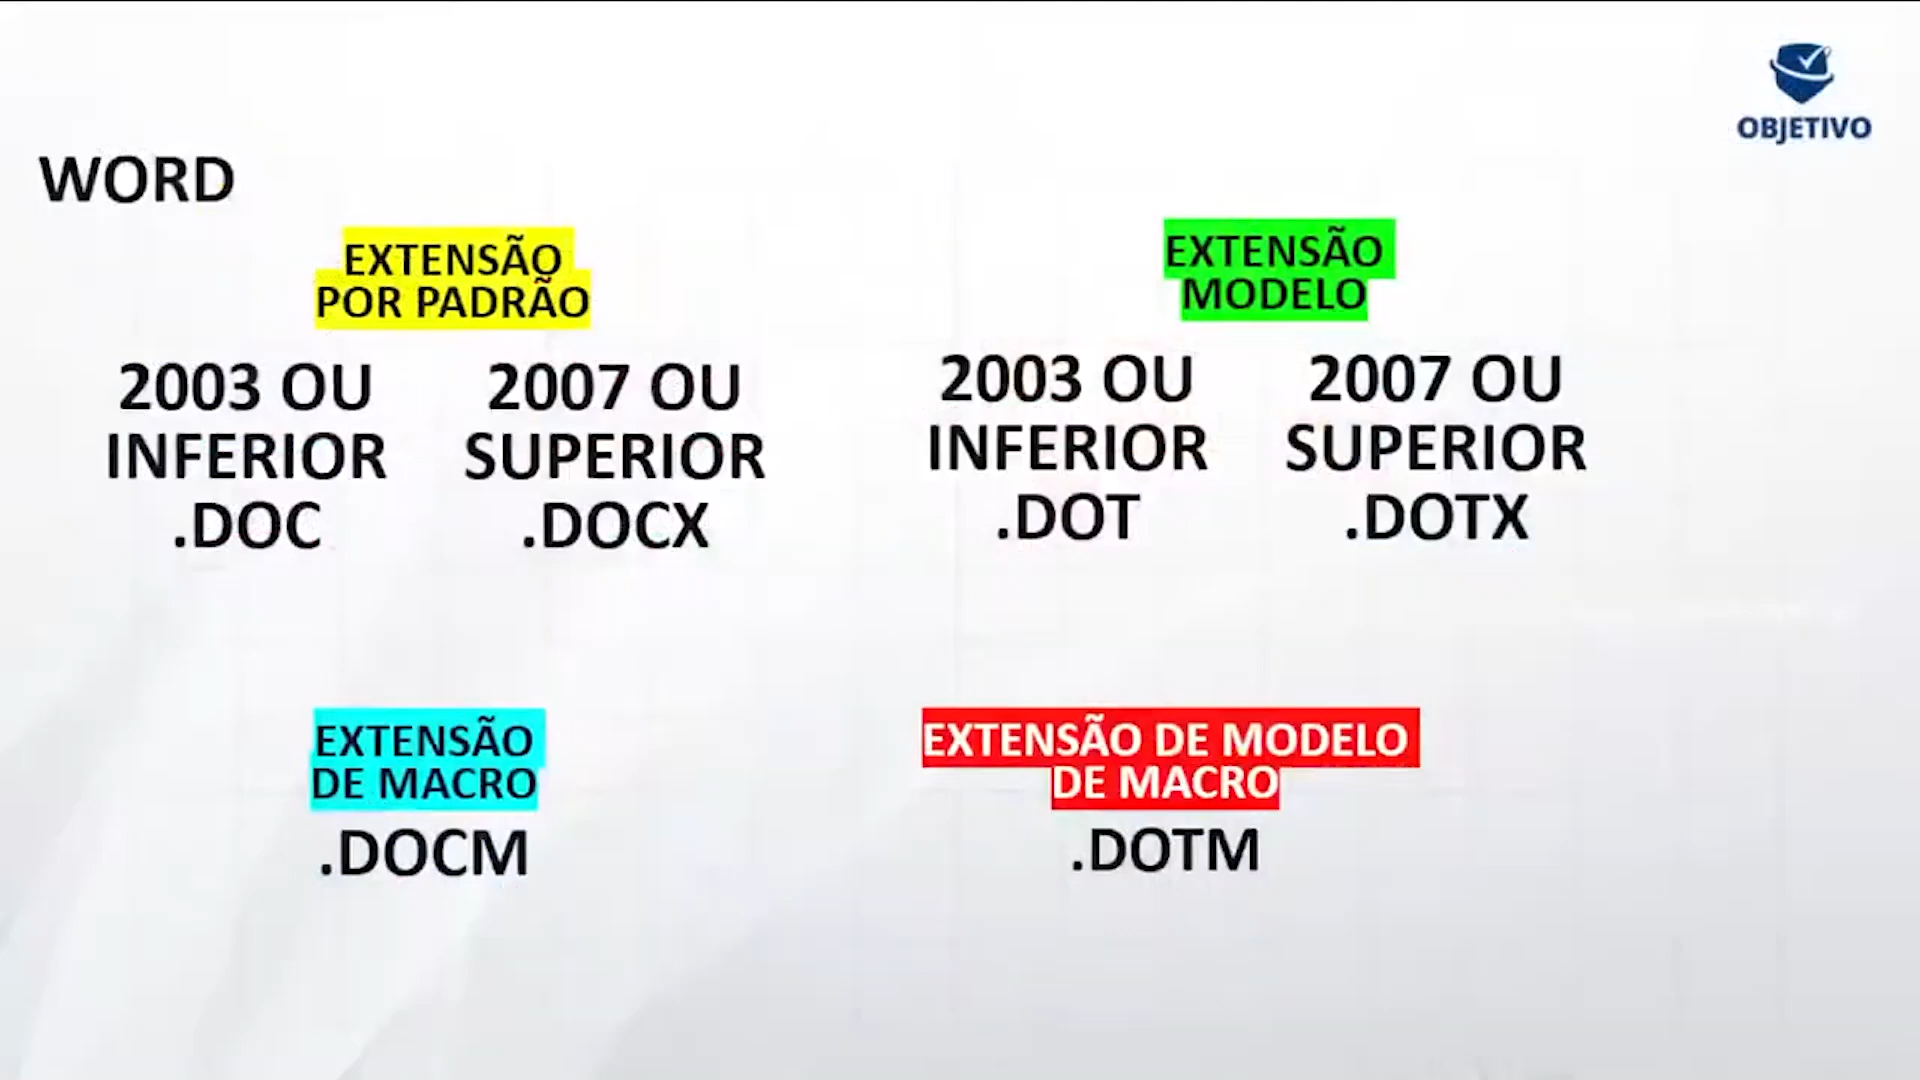 OBJETIVO
WORD
EXTENSÃO
POR PADRÃO
2003 OU
INFERIOR
.DOC
2007 OU
SUPERIOR
.DOCX
EXTENSÃO
MODELO
2003 OU
INFERIOR
.DOT
2007 OU
SUPERIOR
.DOTX
EXTENSÃO
DE MACRO
.DOCM
EXTENSÃO DE MODELO
DE MACRO
.DOTM